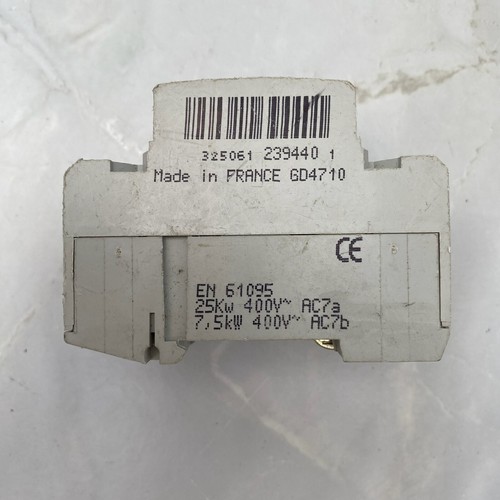 325061 239440 1
Made in FRANCE GD4710
CE
EN 61095
25Kw 400V~ AC7a
7,5kW 400V~ AC7b